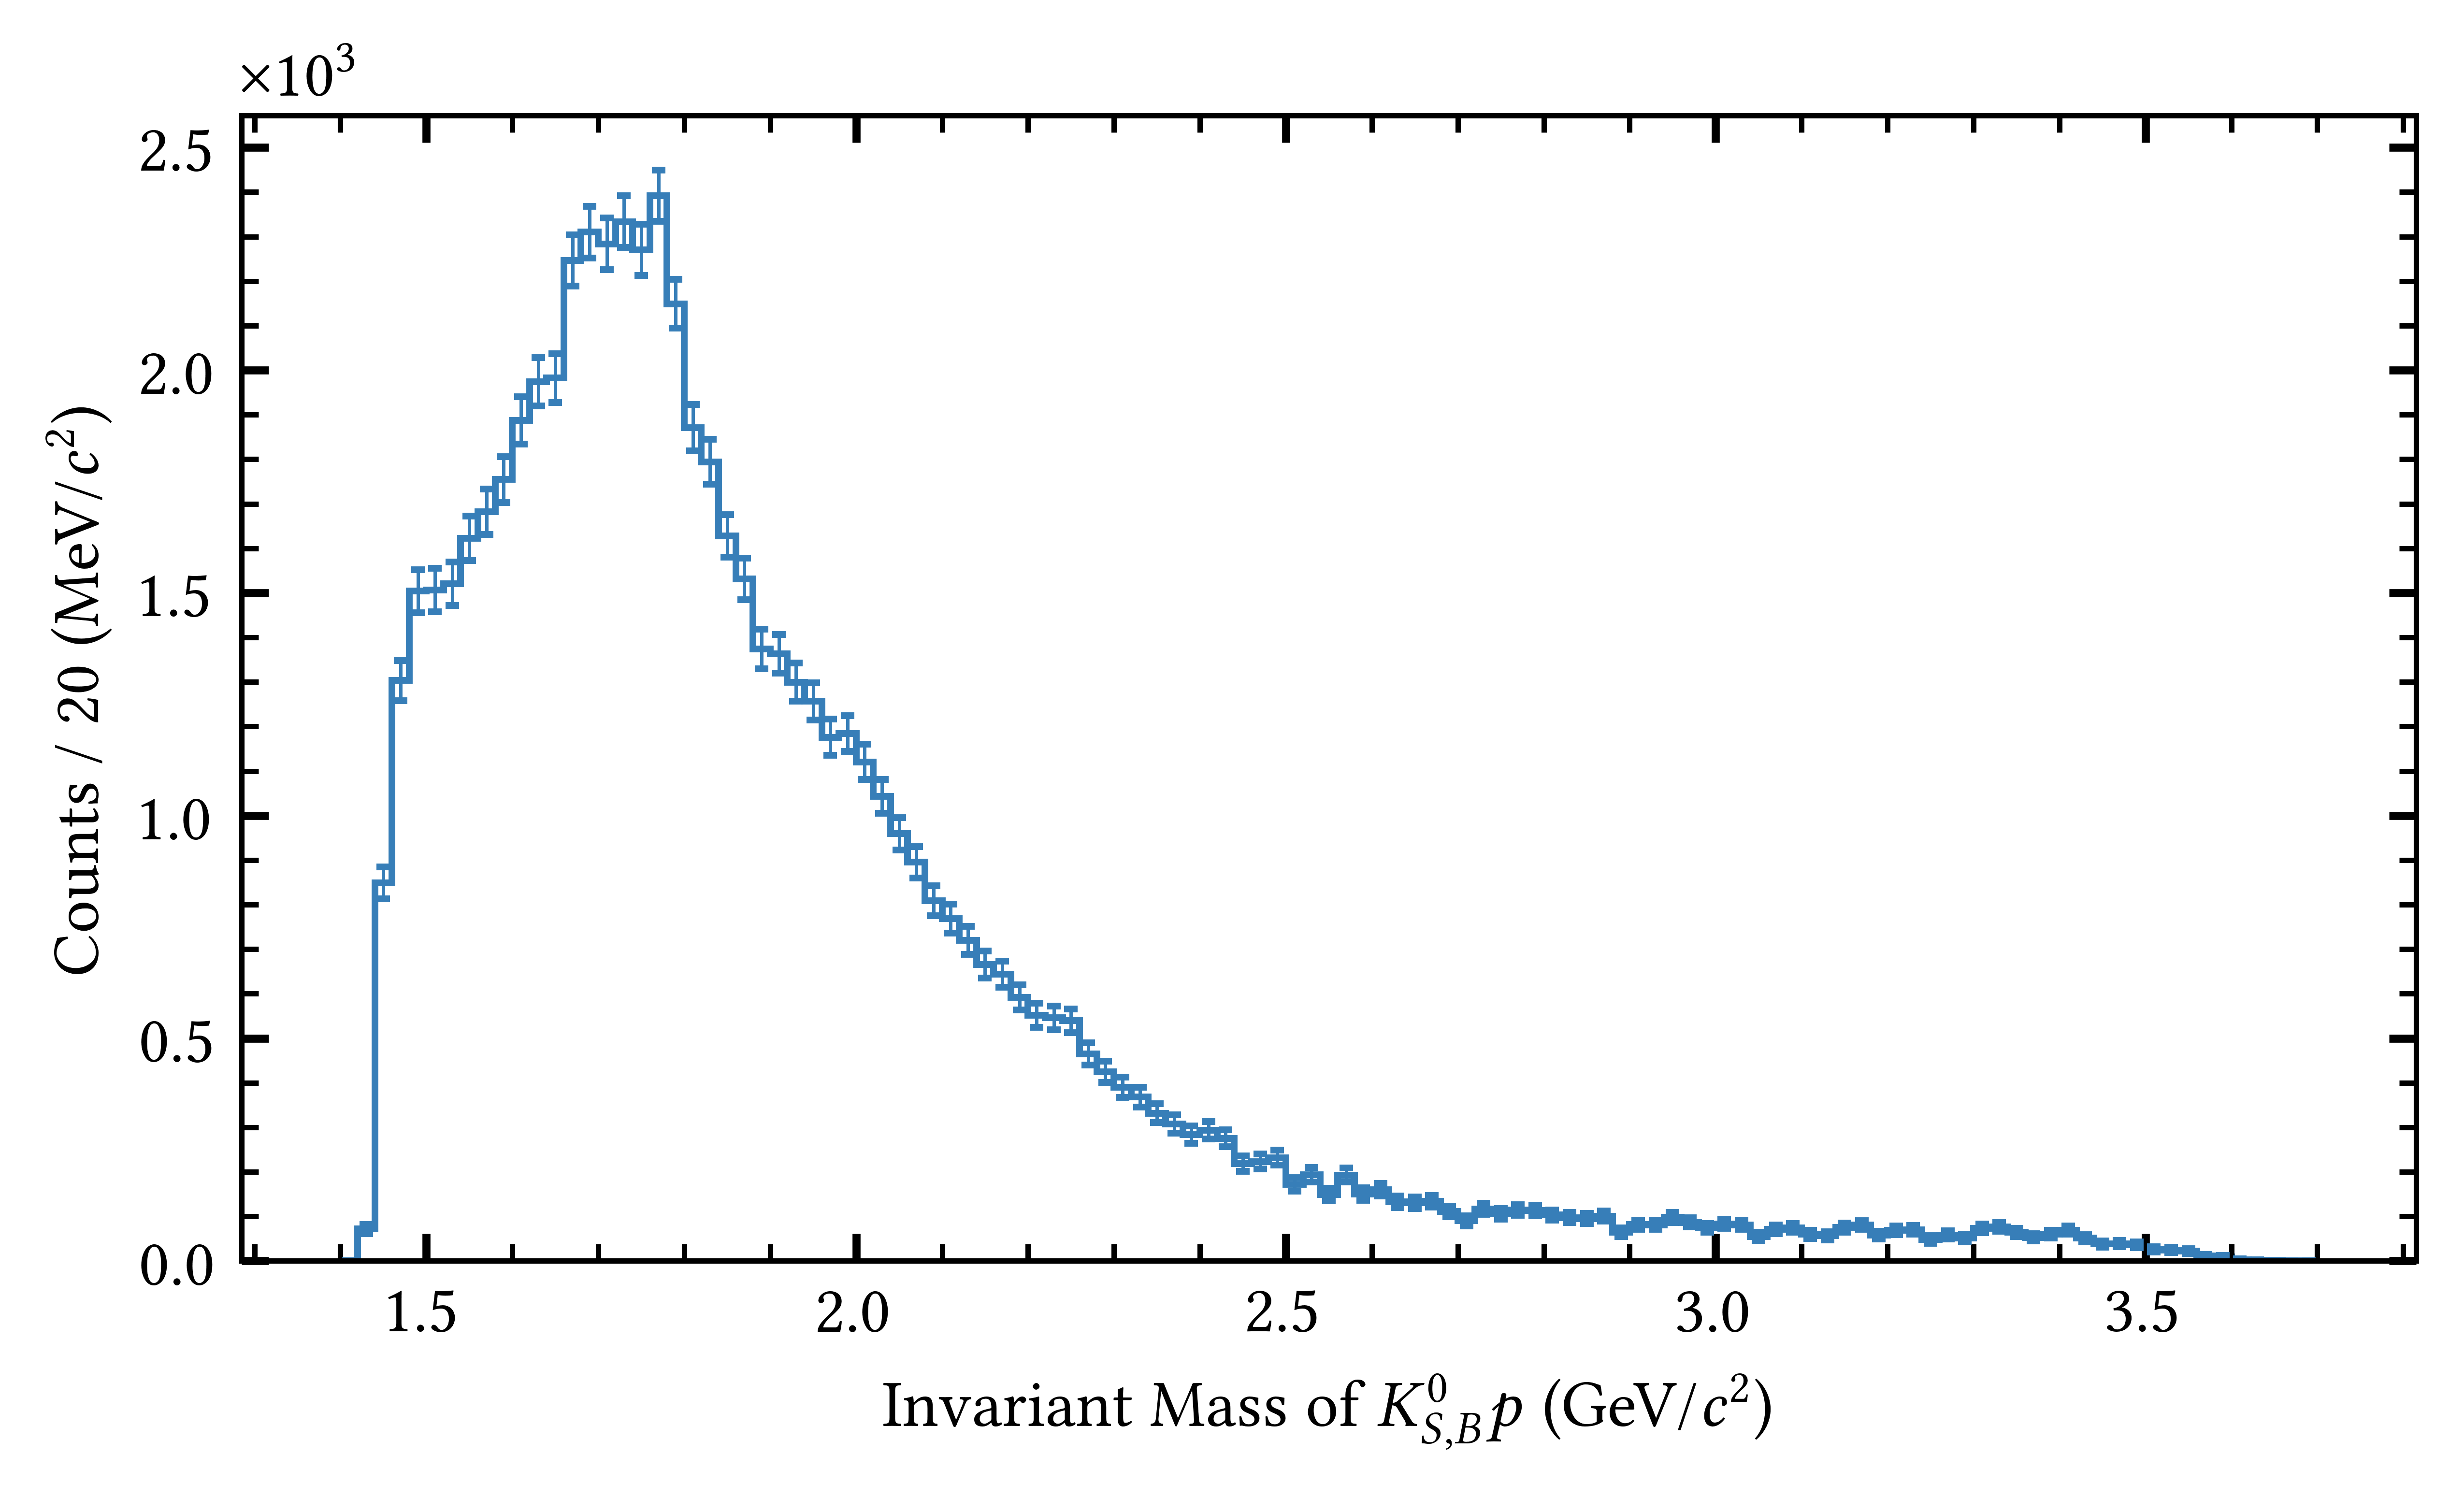 ×10³
2.5
2.0
1.5
1.0
0.5
0.0
Counts / 20 (MeV/c²)
1.5 2.0 2.5 3.0 3.5
Invariant Mass of K⁰_{S,B} p (GeV/c²)